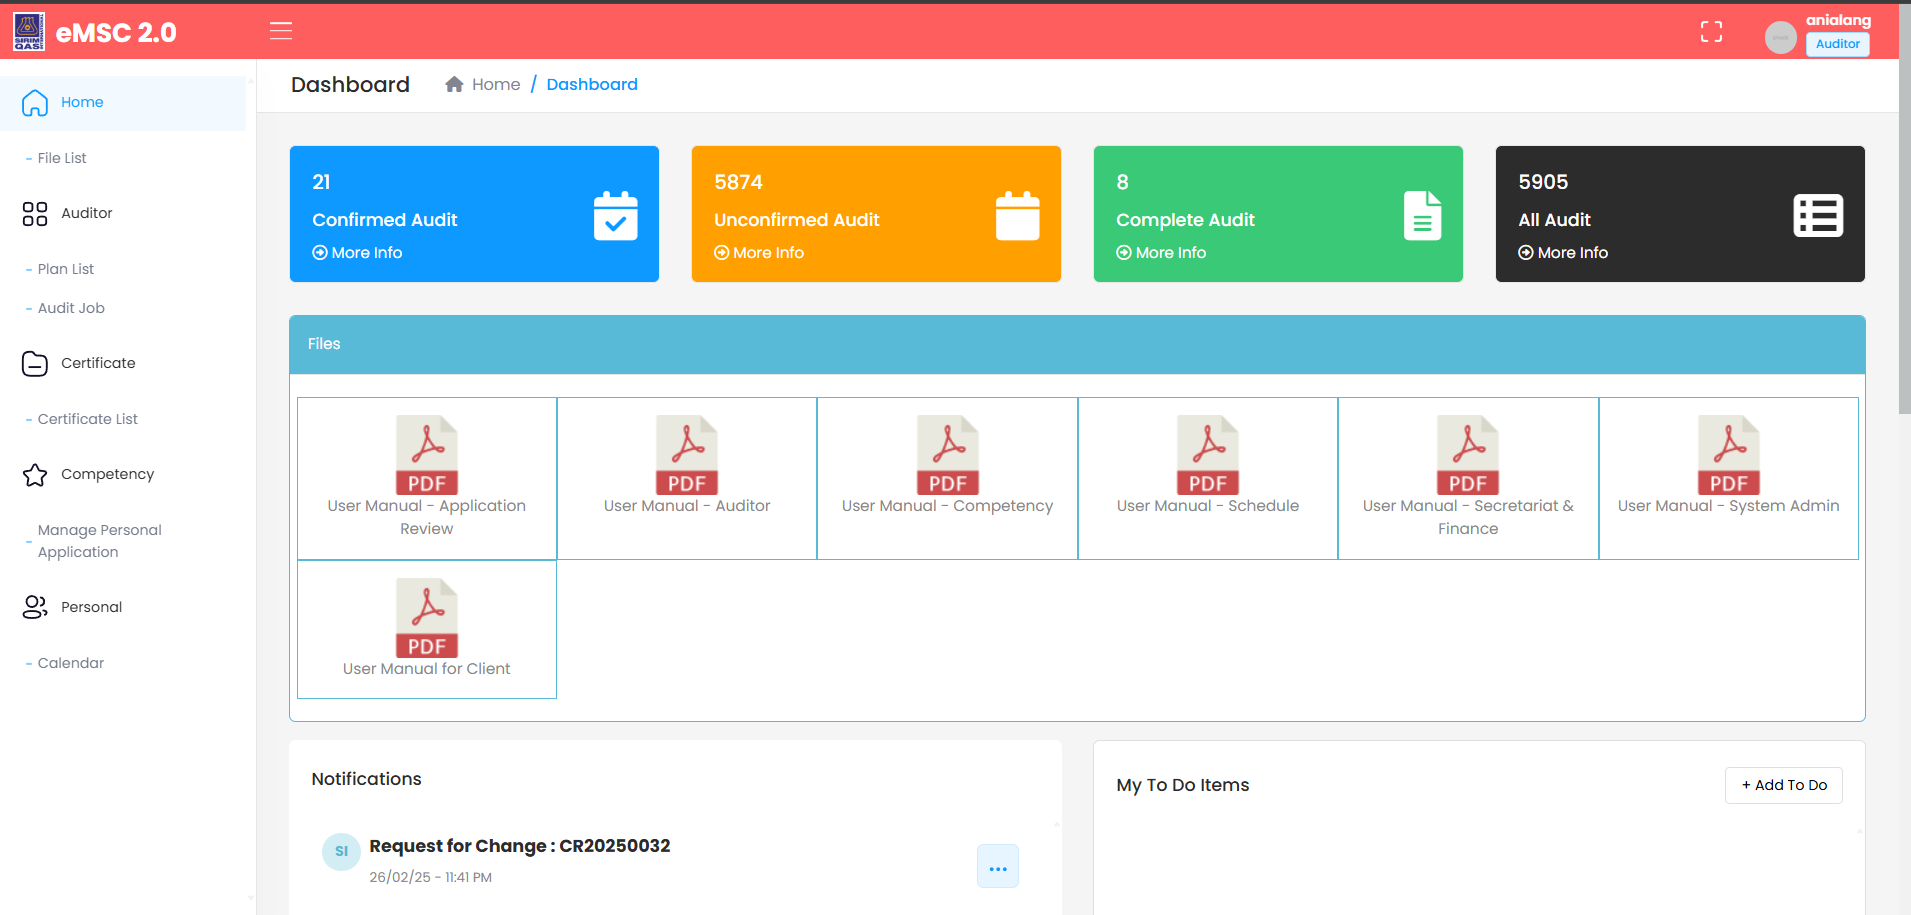 SIRIM
QAS
eMSC 2.0
anialang
Auditor
Home
- File List
Auditor
- Plan List
- Audit Job
Certificate
- Certificate List
Competency
- Manage Personal
Application
Personal
- Calendar
Dashboard
Home / Dashboard
21
Confirmed Audit
More Info
5874
Unconfirmed Audit
More Info
8
Complete Audit
More Info
5905
All Audit
More Info
Files
PDF
User Manual - Application
Review
PDF
User Manual - Auditor
PDF
User Manual - Competency
PDF
User Manual - Schedule
PDF
User Manual - Secretariat &
Finance
PDF
User Manual - System Admin
PDF
User Manual for Client
Notifications
SI
Request for Change : CR20250032
26/02/25 - 11:41 PM
...
My To Do Items
+ Add To Do